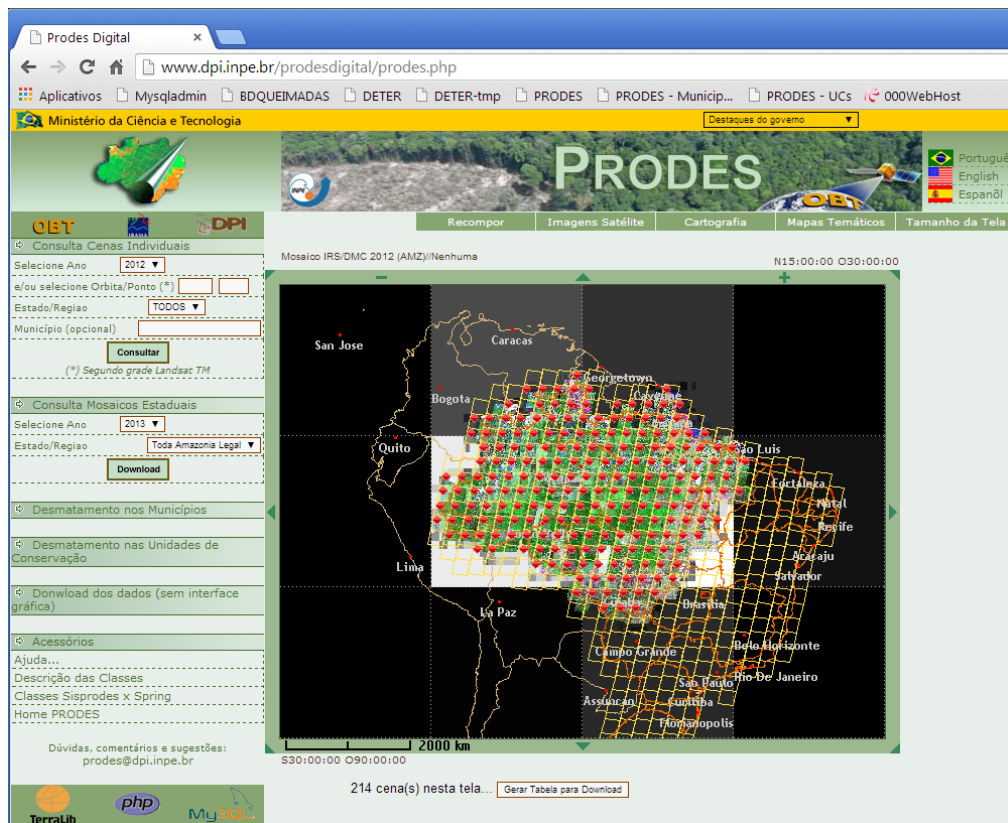 Prodes Digital
www.dpi.inpe.br/prodesdigital/prodes.php
Aplicativos Mysqladmin BDQUEIMADAS DETER DETER-tmp PRODES PRODES - Municip... PRODES - UCs 000WebHost
Ministério da Ciência e Tecnologia
Destaques do governo
PRODES
INPE
OBT
Portuguê
English
Espanõl
OBT IBAMA DPI
Recompor Imagens Satélite Cartografia Mapas Temáticos Tamanho da Tela
Consulta Cenas Individuais
Selecione Ano 2012
e/ou selecione Orbita/Ponto (*)
Estado/Regiao TODOS
Município (opcional)
Consultar
(*) Segundo grade Landsat TM
Consulta Mosaicos Estaduais
Selecione Ano 2013
Estado/Regiao Toda Amazonia Legal
Download
Desmatamento nos Municípios
Desmatamento nas Unidades de
Conservação
Donwload dos dados (sem interface
gráfica)
Acessórios
Ajuda...
Descrição das Classes
Classes Sisprodes x Spring
Home PRODES
Dúvidas, comentários e sugestões:
prodes@dpi.inpe.br
TerraLib php MySQL
Mosaico IRS/DMC 2012 (AMZ)//Nenhuma
N15:00:00 O30:00:00
San Jose
Caracas
Georgetown
Bogota
Cayenne
Quito
Sao Luis
Fortaleza
Natal
Recife
Aracaju
Salvador
Lima
La Paz
Cuiaba
Brasilia
Campo Grande
Belo Horizonte
Sao Paulo
Rio De Janeiro
Assuncao
Curitiba
Florianopolis
2000 km
S30:00:00 O90:00:00
214 cena(s) nesta tela... Gerar Tabela para Download